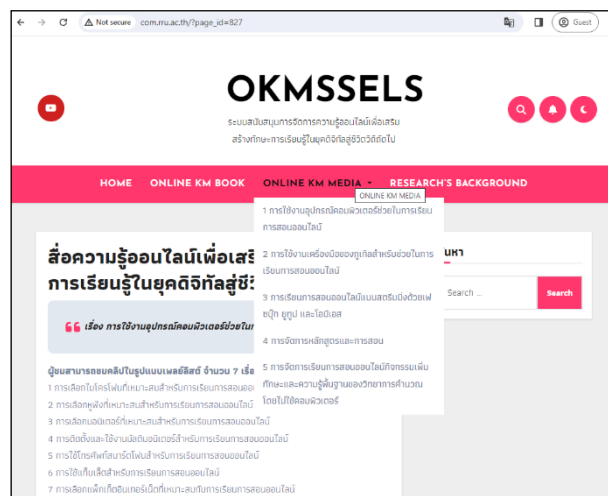 Not secure com.rru.ac.th/?page_id=827
Guest
OKMSSELS
ระบบสนับสนุนการจัดการความรู้ออนไลน์เพื่อเสริม
สร้างทักษะการเรียนรู้ในยุคดิจิทัลสู่ชีวิตวิถีถัดไป
HOME ONLINE KM BOOK ONLINE KM MEDIA RESEARCH'S BACKGROUND
ONLINE KM MEDIA
1 การใช้งานอุปกรณ์คอมพิวเตอร์ช่วยในการเรียน
การสอนออนไลน์
2 การใช้งานเครื่องมือของกูเกิลสำหรับช่วยในการ
เรียนการสอนออนไลน์
3 การเรียนการสอนออนไลน์แบบสตรีมมิ่งด้วยเฟ
ซบุ๊ก ยูทูป และโอบีเอส
4 การจัดการหลักสูตรและการสอน
5 การจัดการเรียนการสอนออนไลน์กิจกรรมเพิ่ม
ทักษะและความรู้พื้นฐานของวิทยาการคำนวณ
โดยไม่ใช้คอมพิวเตอร์
สื่อความรู้ออนไลน์เพื่อเสริ
การเรียนรู้ในยุคดิจิทัลสู่ชีวิ
เรื่อง การใช้งานอุปกรณ์คอมพิวเตอร์ช่วยใน
ผู้ชมสามารถชมคลิปในรูปแบบเพลย์ลิสต์ จำนวน 7 เรื่อ
1 การเลือกไมโครโฟนที่เหมาะสมสำหรับการเรียนการสอนออ
2 การเลือกหูฟังที่เหมาะสมสำหรับการเรียนการสอนออนไลน์
3 การเลือกมอนิเตอร์ที่เหมาะสมสำหรับการเรียนการสอนออนไลน์
4 การติดตั้งและใช้งานมัลติมอนิเตอร์สำหรับการเรียนการสอนออนไลน์
5 การใช้โทรศัพท์สมาร์ตโฟนสำหรับการเรียนการสอนออนไลน์
6 การใช้แท็บเล็ตสำหรับการเรียนการสอนออนไลน์
7 การเลือกแพ็กเก็ตอินเทอร์เน็ตที่เหมาะสมกับการเรียนการสอนออนไลน์
นหา
Search ...
Search